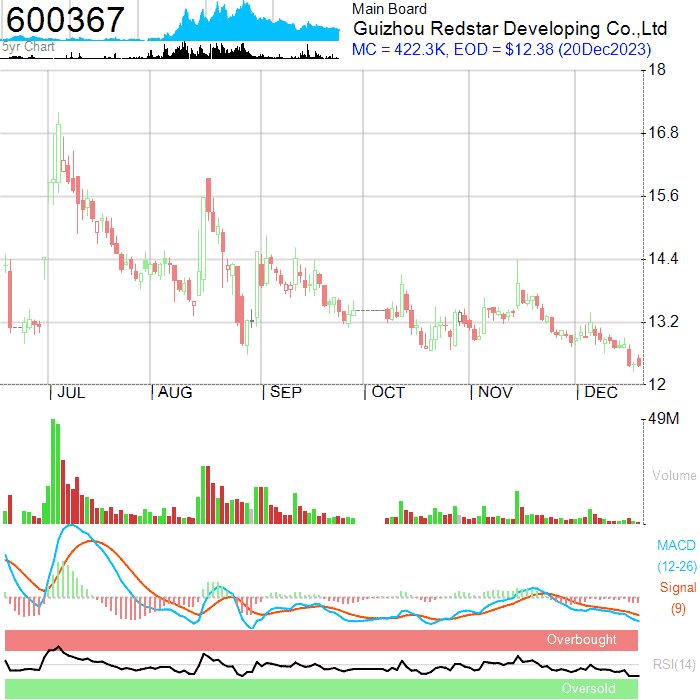 600367
5yr Chart
Main Board
Guizhou Redstar Developing Co.,Ltd
MC = 422.3K, EOD = $12.38 (20Dec2023)
18
16.8
15.6
14.4
13.2
12
JUL AUG SEP OCT NOV DEC
49M
Volume
MACD
(12-26)
Signal
(9)
Overbought
RSI(14)
Oversold